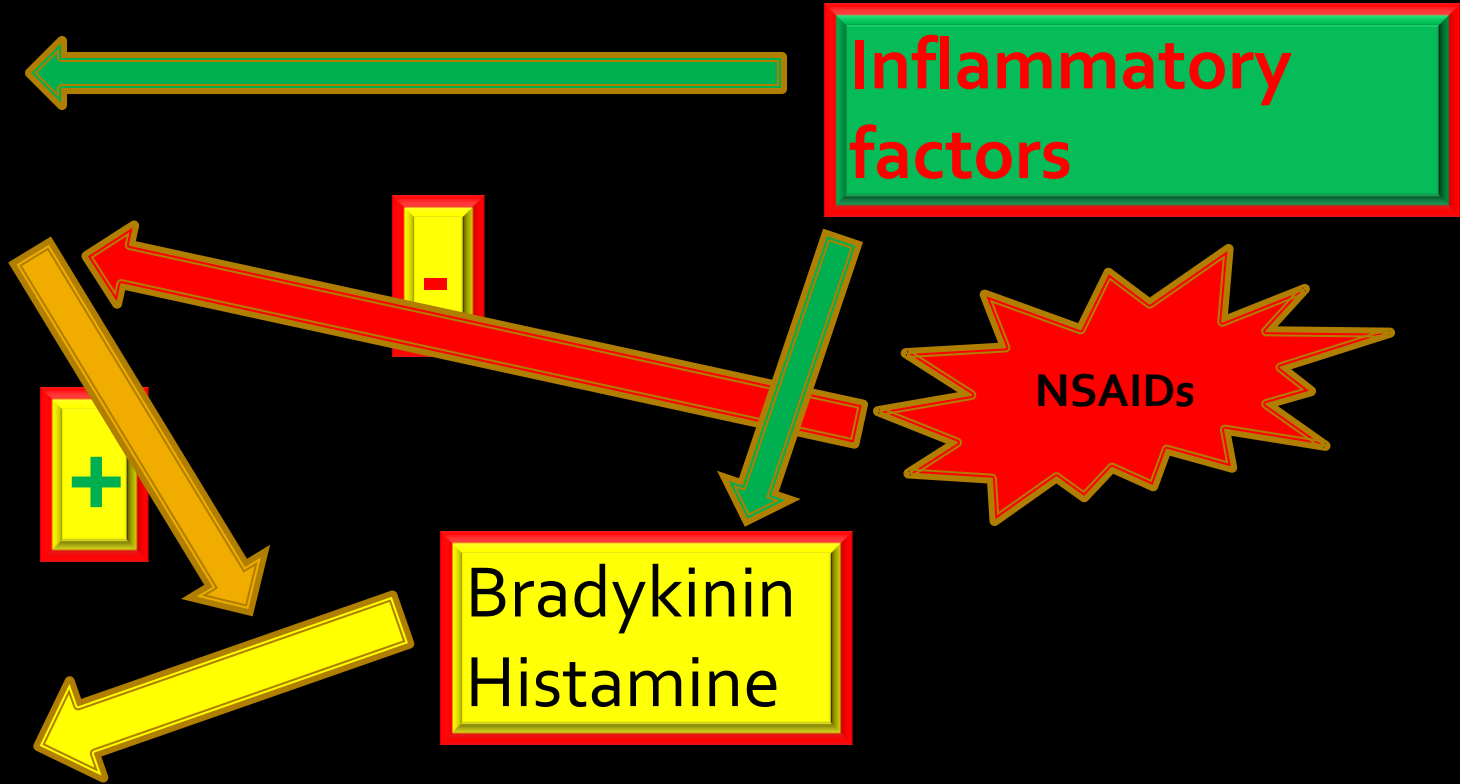 Inflammatory
factors
-
NSAIDs
+
Bradykinin
Histamine